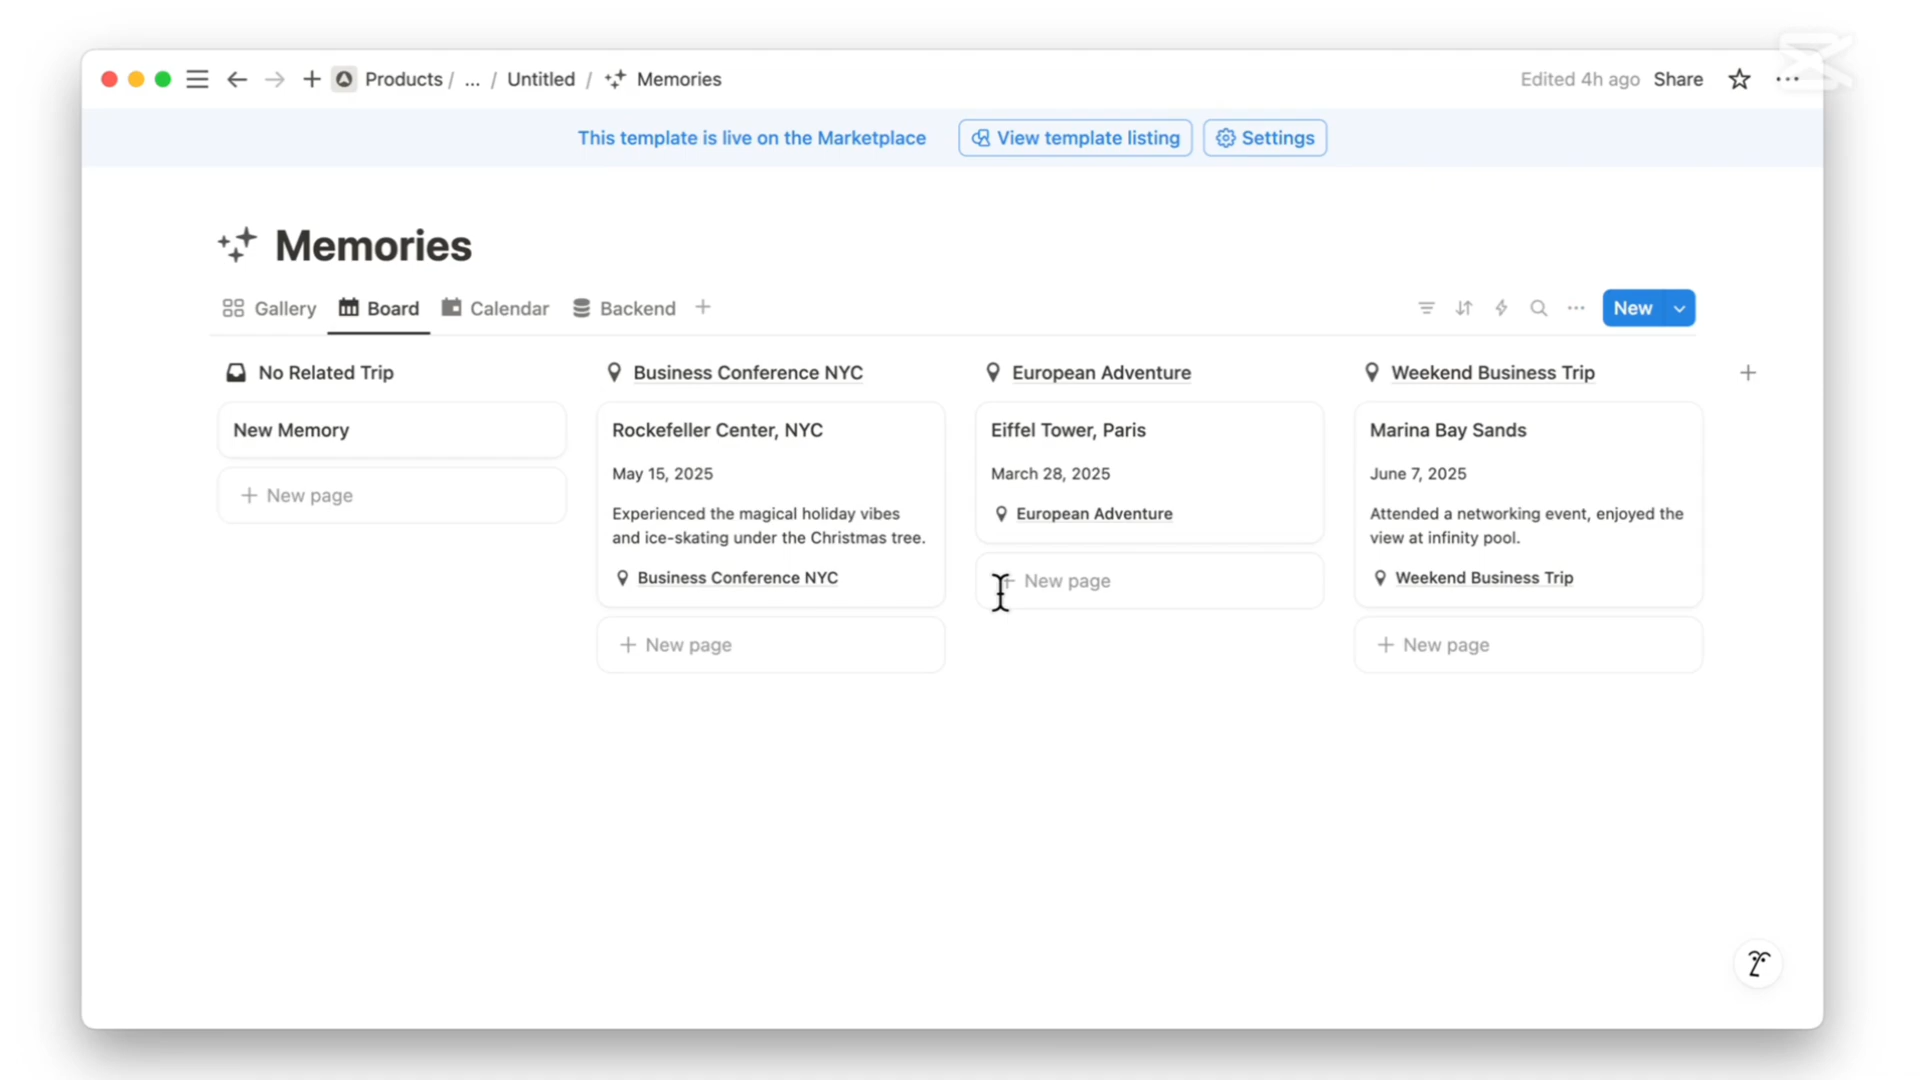 Products / ... / Untitled / Memories
Edited 4h ago Share
This template is live on the Marketplace View template listing Settings
Memories
Gallery Board Calendar Backend
New
No Related Trip
New Memory
New page
Business Conference NYC
Rockefeller Center, NYC
May 15, 2025
Experienced the magical holiday vibes
and ice-skating under the Christmas tree.
Business Conference NYC
New page
European Adventure
Eiffel Tower, Paris
March 28, 2025
European Adventure
New page
Weekend Business Trip
Marina Bay Sands
June 7, 2025
Attended a networking event, enjoyed the
view at infinity pool.
Weekend Business Trip
New page